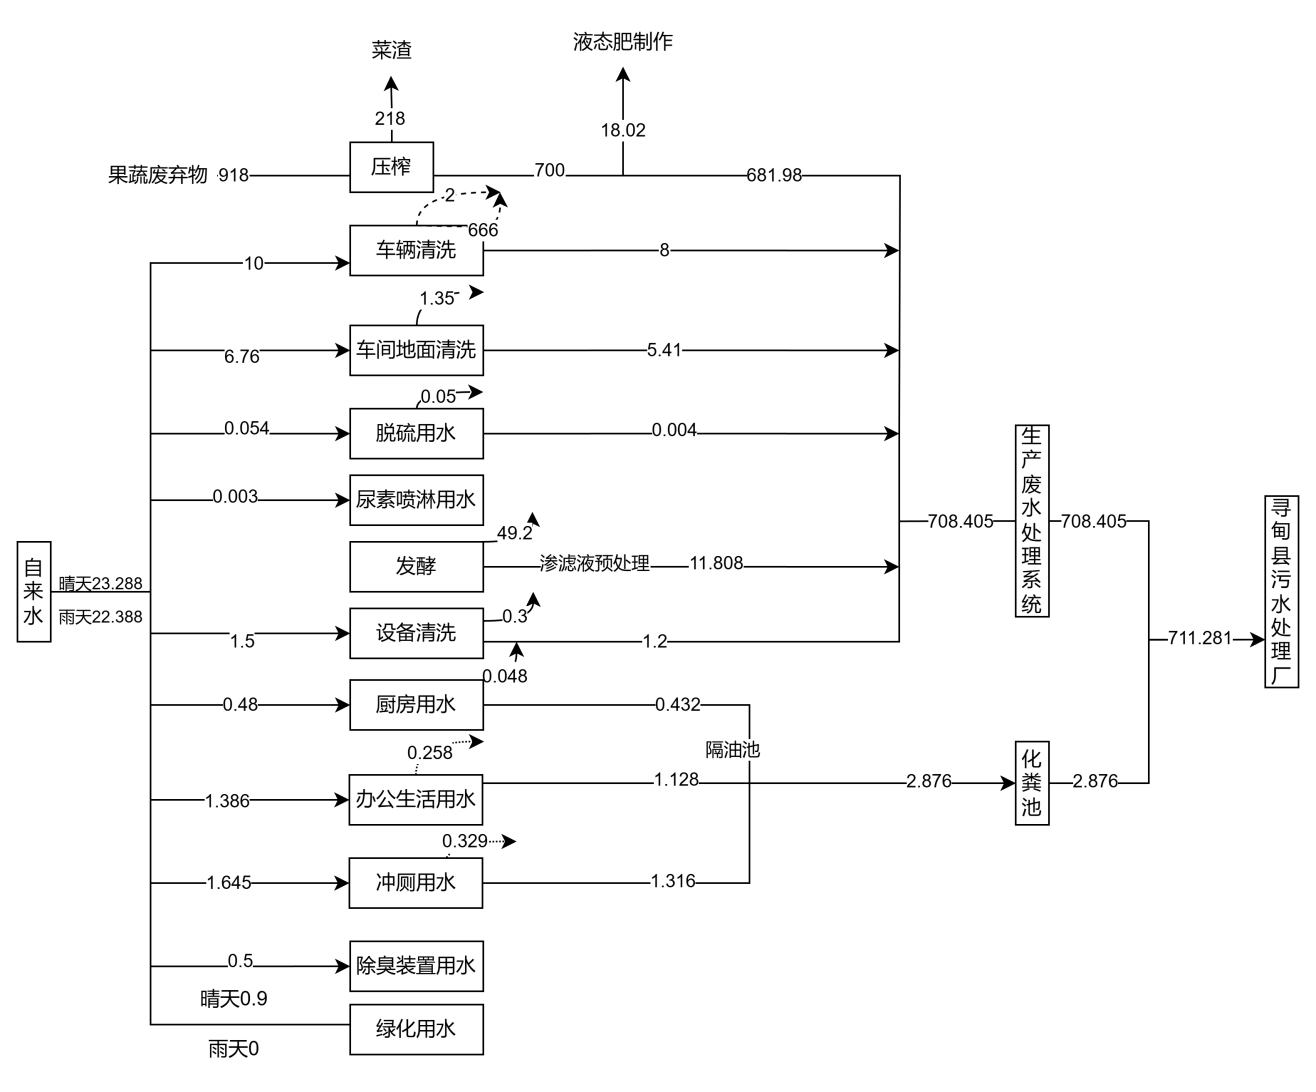 菜渣
液态肥制作
218
18.02
果蔬废弃物
918
压榨
700
681.98
2
666
车辆清洗
10
8
1.35
车间地面清洗
6.76
5.41
0.05
脱硫用水
0.054
0.004
尿素喷淋用水
0.003
49.2
发酵
渗滤液预处理
11.808
自来水
晴天23.288
雨天22.388
设备清洗
0.3
1.5
1.2
0.048
708.405
生产废水处理系统
708.405
711.281
寻甸县污水处理厂
厨房用水
0.48
0.432
隔油池
0.258
办公生活用水
1.386
1.128
2.876
化粪池
2.876
0.329
冲厕用水
1.645
1.316
0.5
除臭装置用水
晴天0.9
绿化用水
雨天0